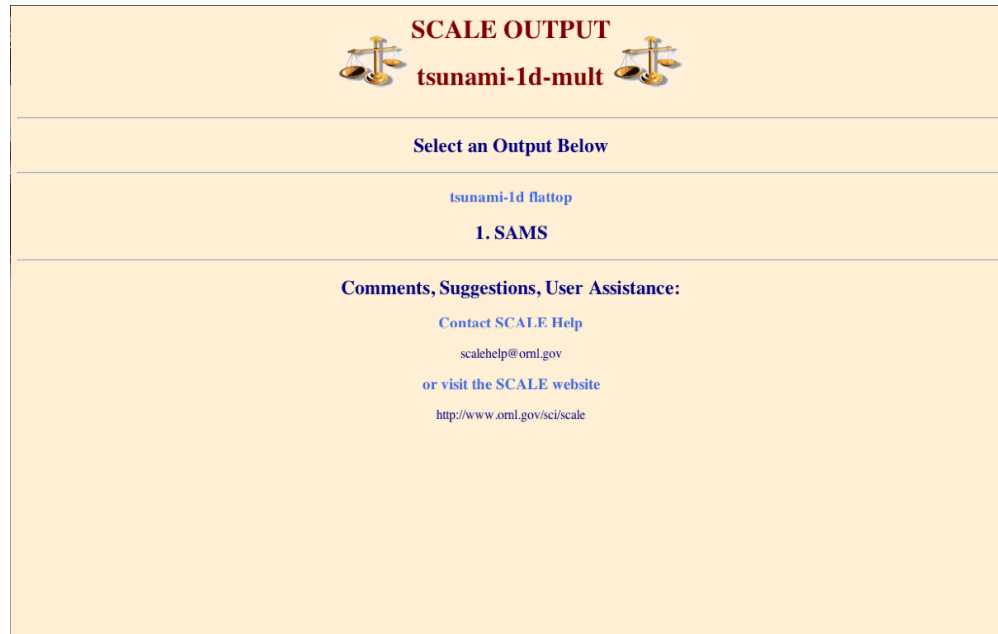 SCALE OUTPUT
tsunami-1d-mult
Select an Output Below
tsunami-1d flattop
1. SAMS
Comments, Suggestions, User Assistance:
Contact SCALE Help
scalehelp@ornl.gov
or visit the SCALE website
http://www.ornl.gov/sci/scale